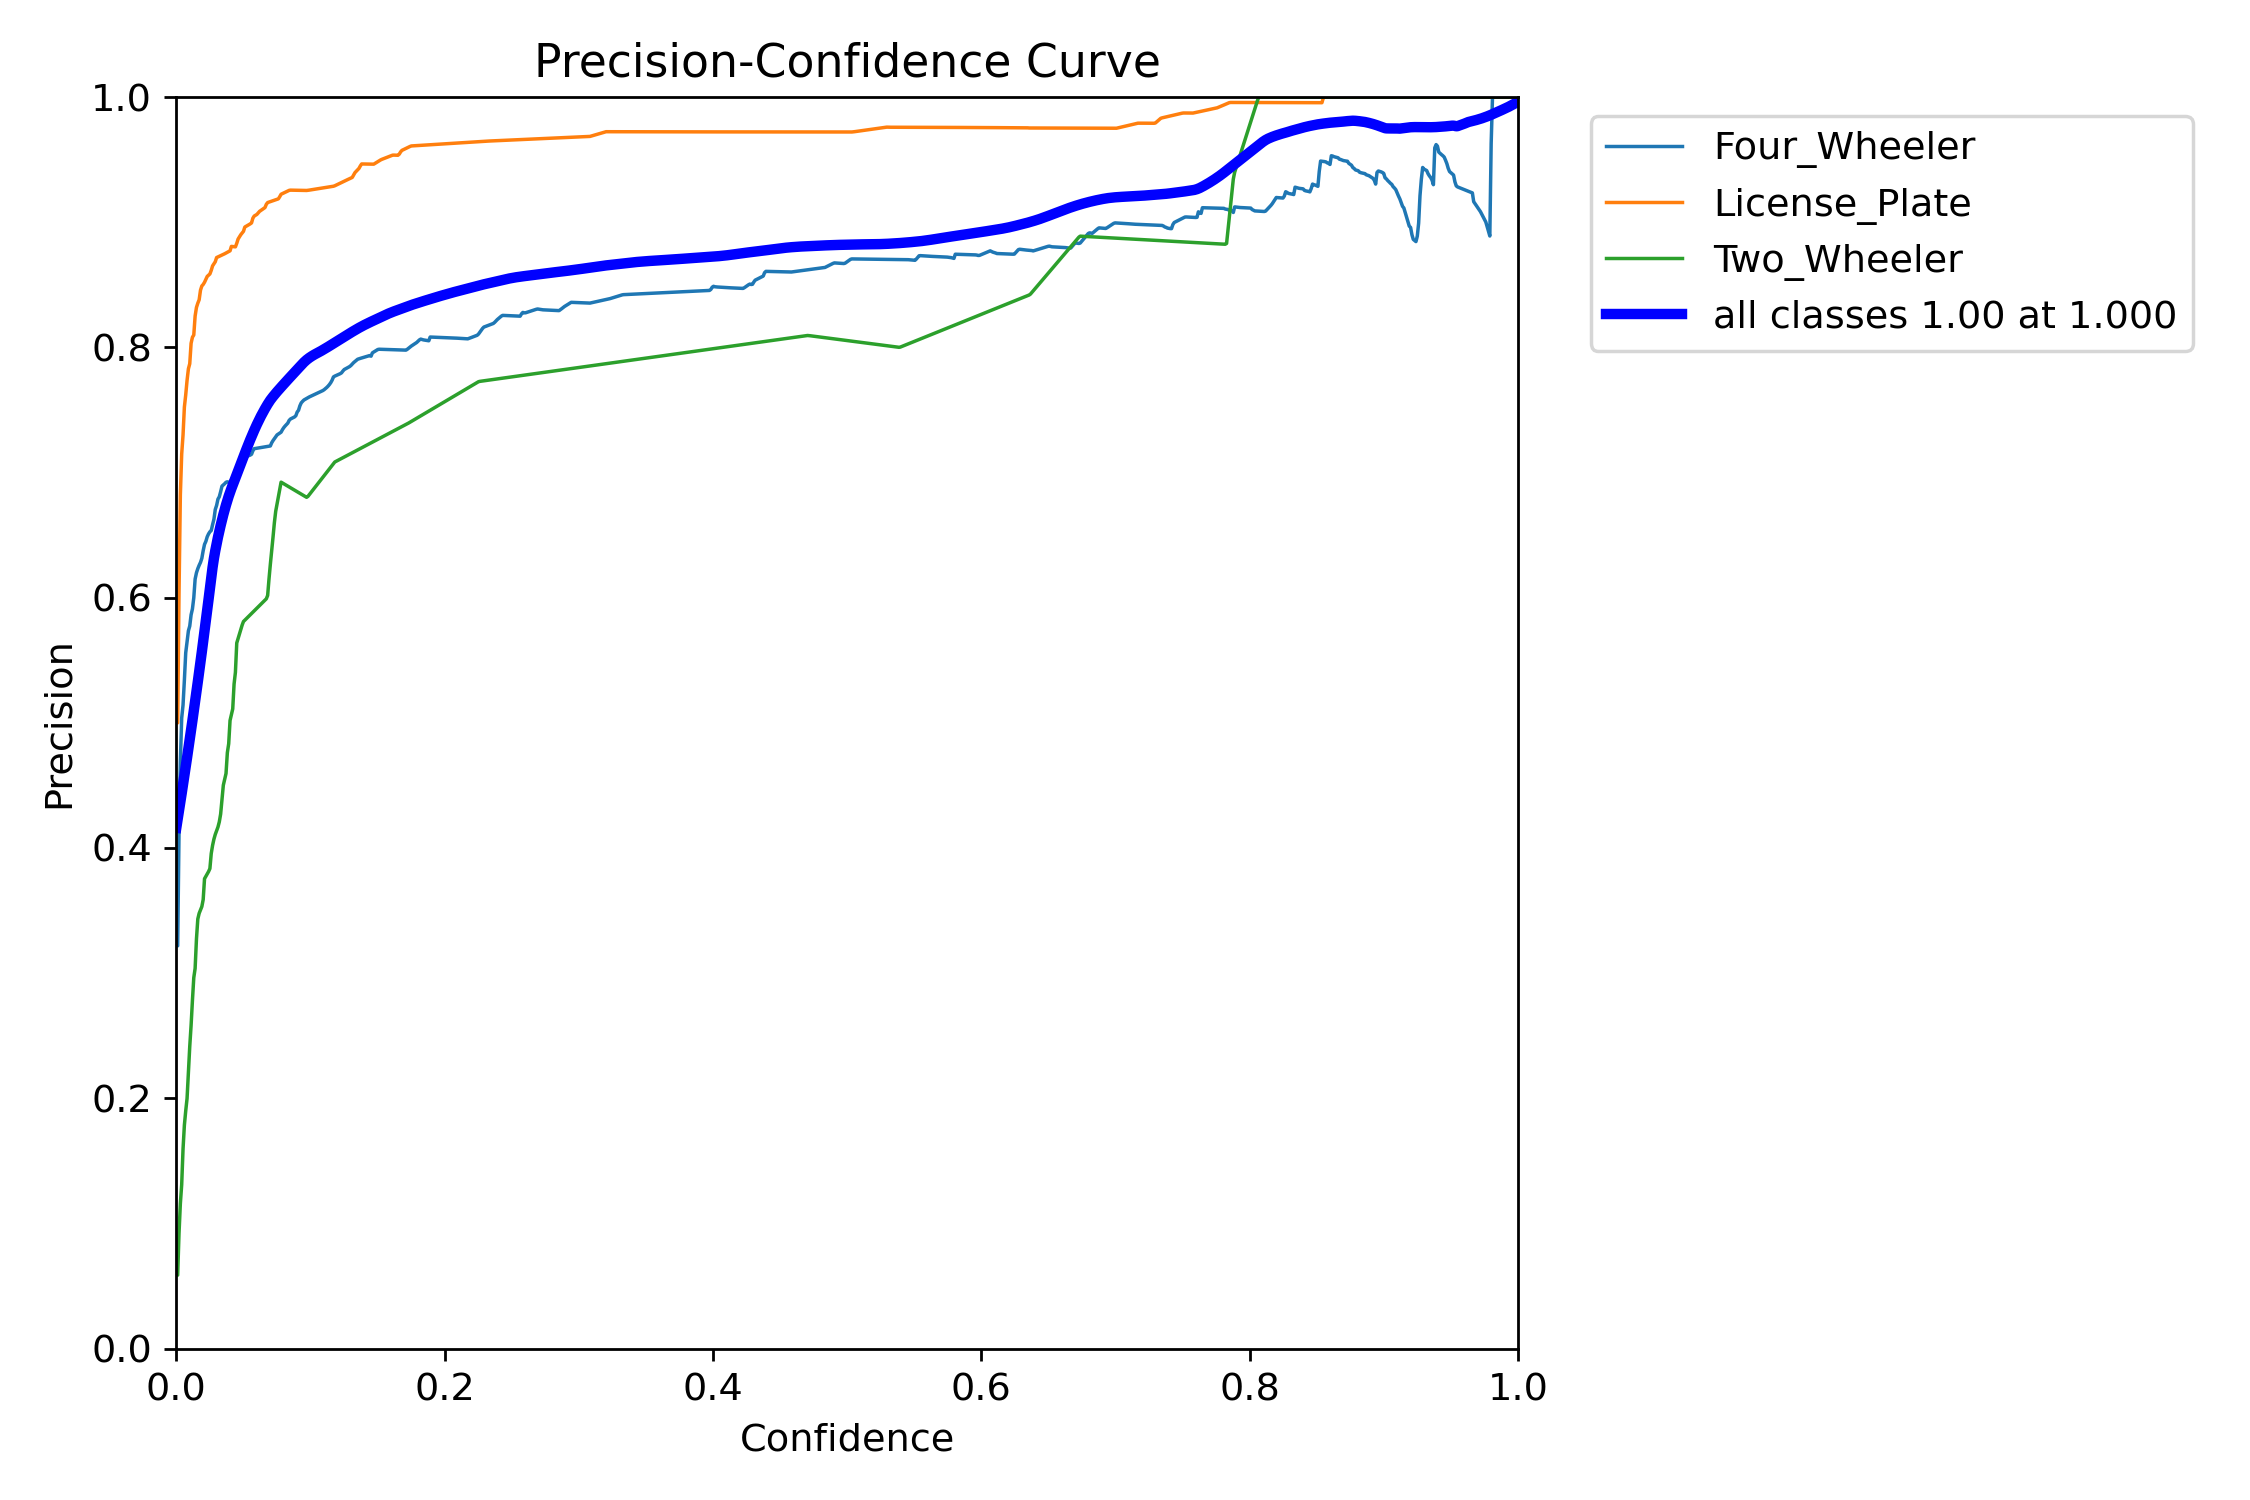 Precision-Confidence Curve
1.0
0.8
0.6
0.4
0.2
0.0
Precision
0.0 0.2 0.4 0.6 0.8 1.0
Confidence
Four_Wheeler
License_Plate
Two_Wheeler
all classes 1.00 at 1.000